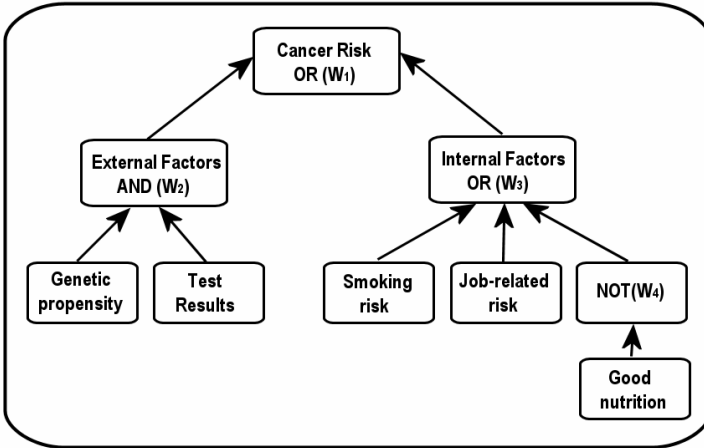 Cancer Risk
OR (W₁)
External Factors
AND (W₂)
Internal Factors
OR (W₃)
Genetic
propensity
Test
Results
Smoking
risk
Job-related
risk
NOT(W₄)
Good
nutrition